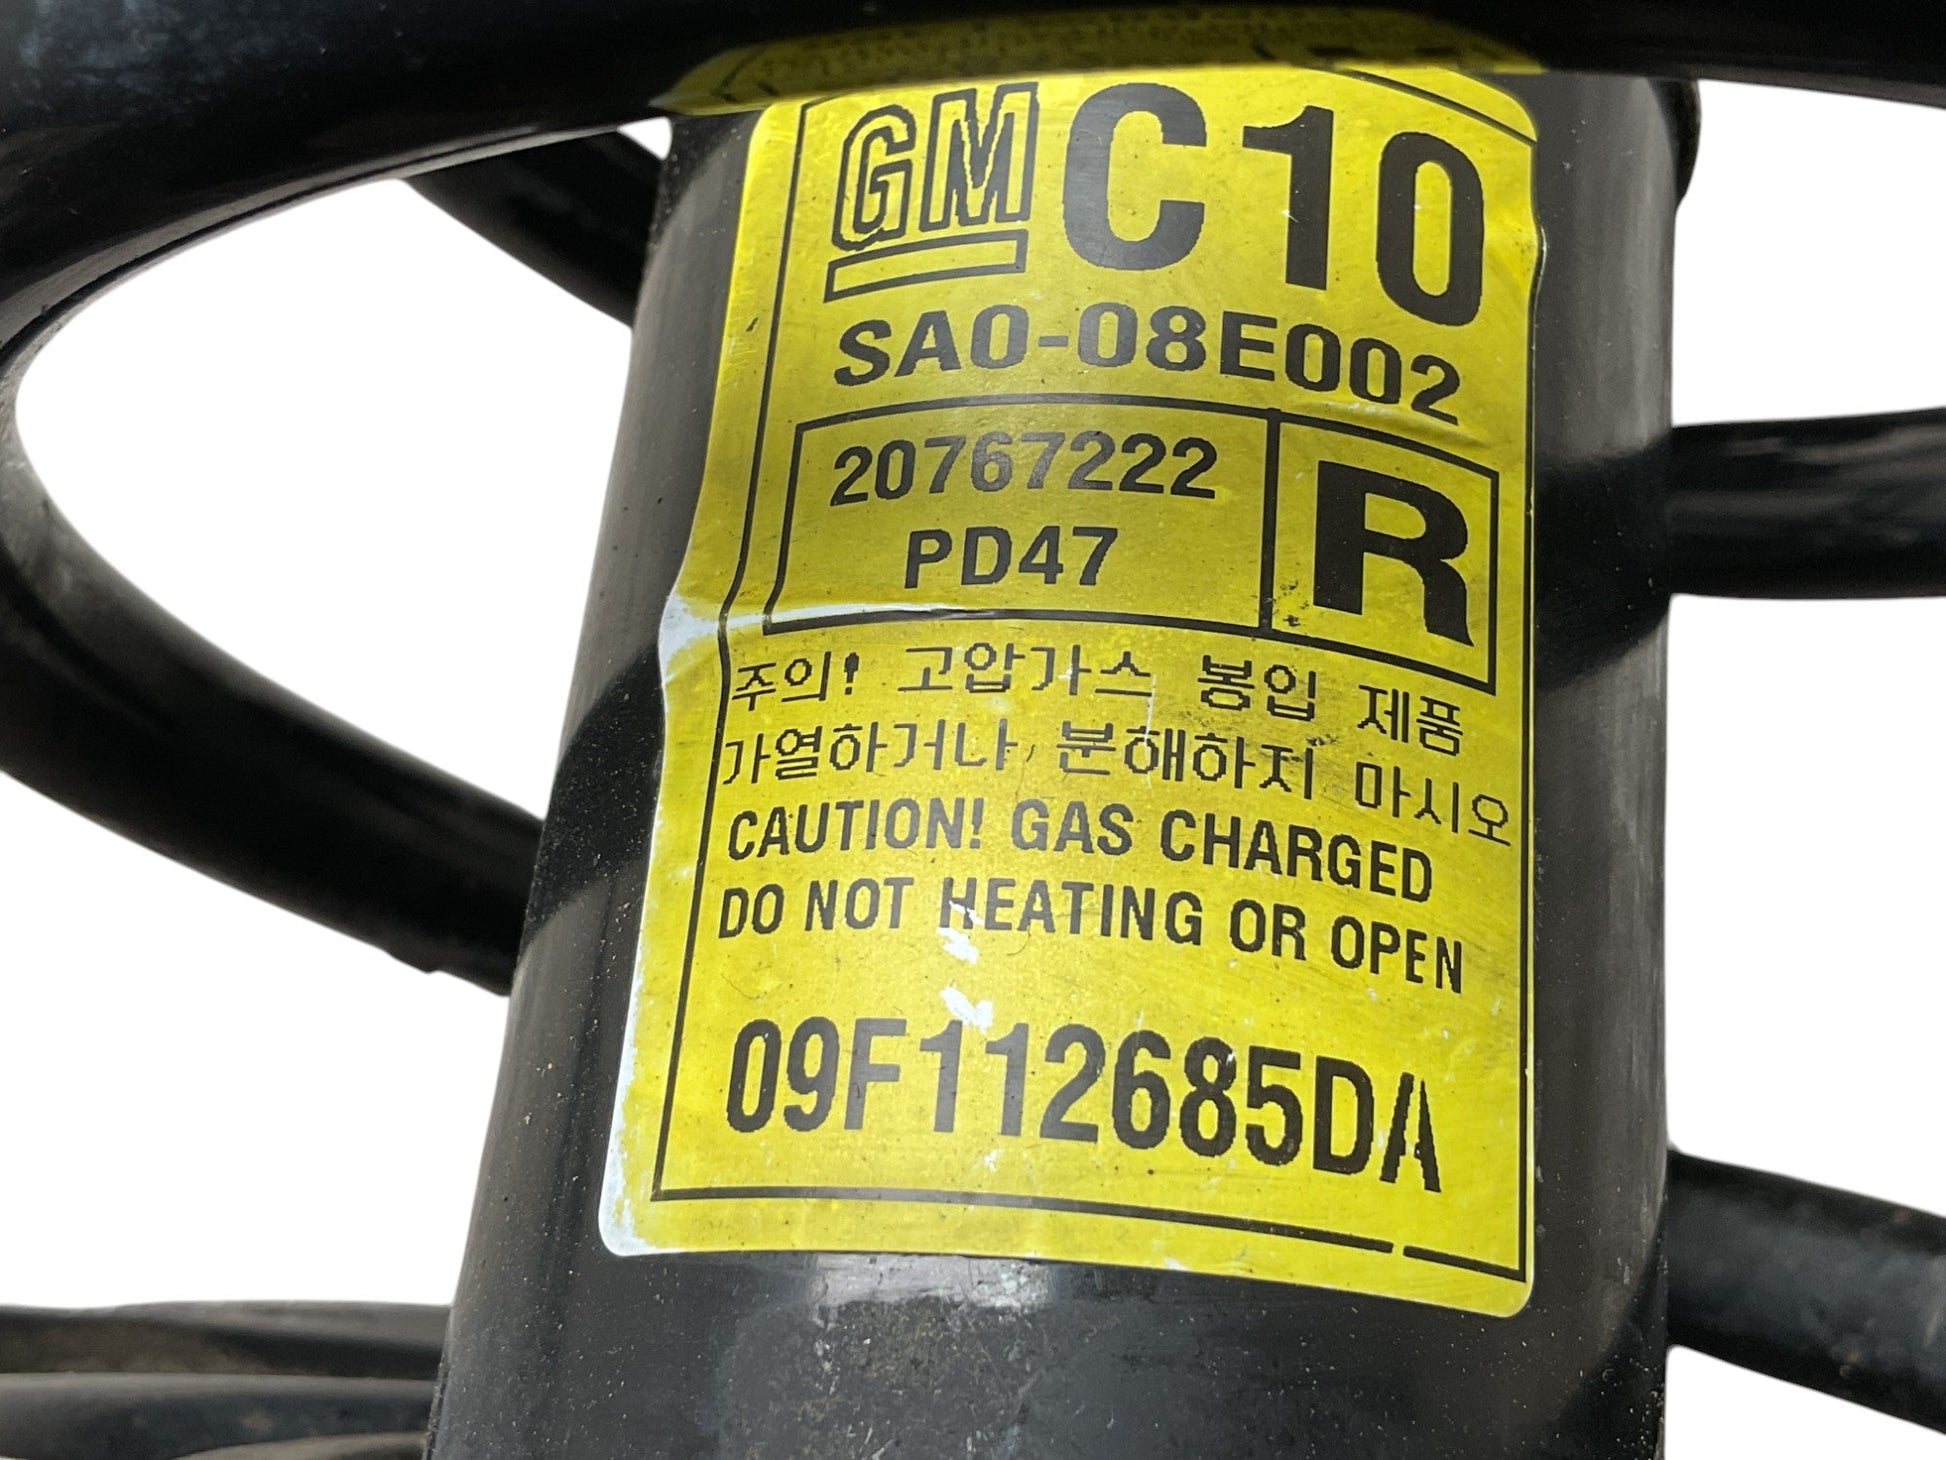 GM C10
SA0-08E002
20767222 R
PD47
주의! 고압가스 봉입 제품
가열하거나 분해하지 마시오
CAUTION! GAS CHARGED
DO NOT HEATING OR OPEN
09F112685DA